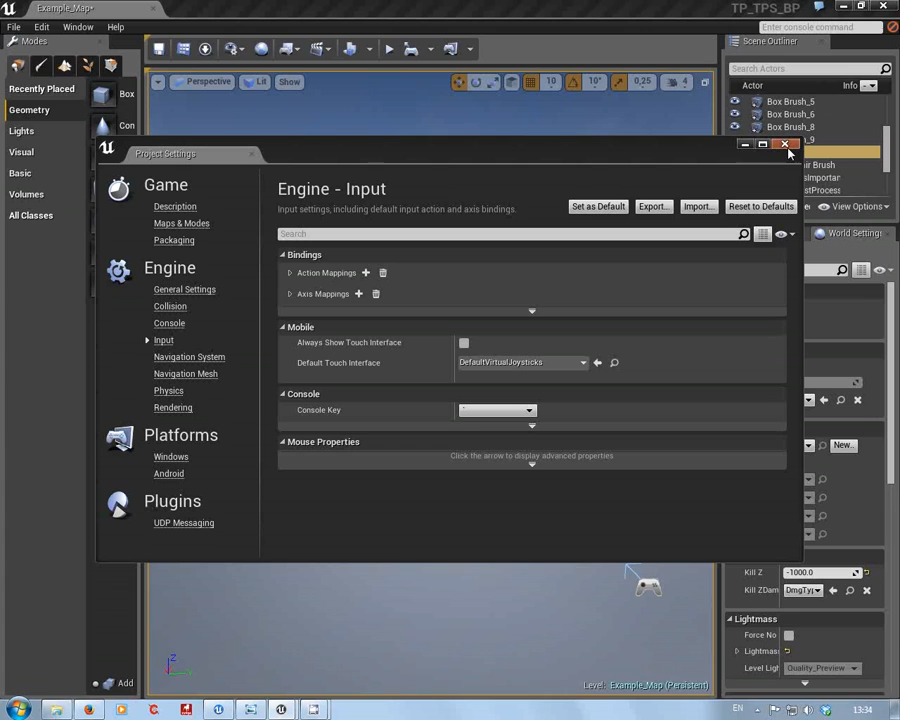 Example_Map*
TP_TPS_BP
File Edit Window Help
Enter console command
Modes
Scene Outliner
Perspective Lit Show
10 10° 0,25 4
Search Actors
Recently Placed
Geometry
Lights
Visual
Basic
Volumes
All Classes
Box
Con
Actor Info
Box Brush_5
Box Brush_6
Box Brush_8
_9
air Brush
sImportan
stProcess
View Options
World Settings
Project Settings
Game
Description
Maps & Modes
Packaging
Engine
General Settings
Collision
Console
Input
Navigation System
Navigation Mesh
Physics
Rendering
Platforms
Windows
Android
Plugins
UDP Messaging
Engine - Input
Input settings, including default input action and axis bindings.
Set as Default Export... Import... Reset to Defaults
Search
Bindings
Action Mappings
Axis Mappings
Mobile
Always Show Touch Interface
Default Touch Interface DefaultVirtualJoysticks
Console
Console Key
Mouse Properties
Click the arrow to display advanced properties
New..
Kill Z -1000.0
Kill ZDam DmgTyp
Lightmass
Force No
Lightmass
Level Ligh Quality_Preview
Add
Z
Level: Example_Map (Persistent)
EN 13:34